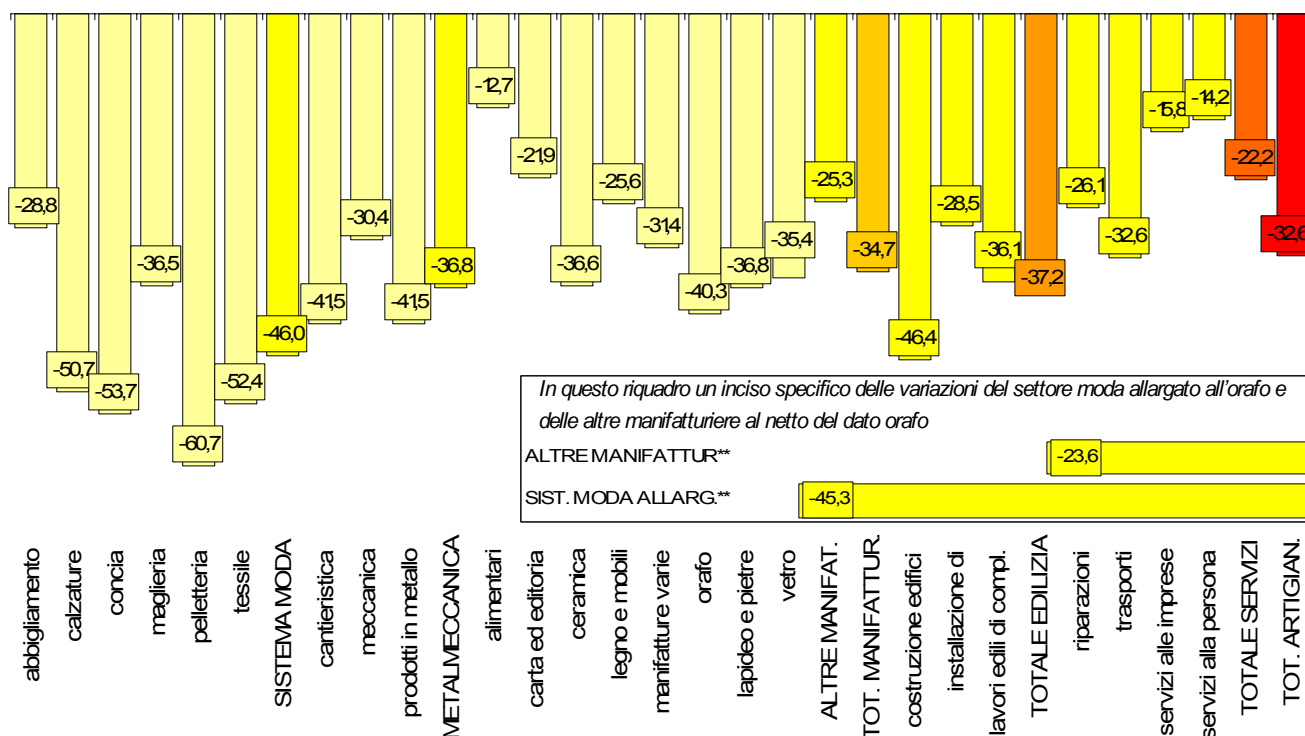 -28,8
-50,7
-53,7
-36,5
-60,7
-52,4
-46,0
-41,5
-30,4
-41,5
-36,8
-12,7
-21,9
-36,6
-25,6
-31,4
-40,3
-36,8
-35,4
-25,3
-34,7
-46,4
-28,5
-36,1
-37,2
-26,1
-32,6
-15,8
-14,2
-22,2
-32,6
In questo riquadro un inciso specifico delle variazioni del settore moda allargato all'orafo e
delle altre manifatturiere al netto del dato orafo
ALTRE MANIFATTUR** -23,6
SIST. MODA ALLARG.** -45,3
abbigliamento
calzature
concia
maglieria
pelletteria
tessile
SISTEMA MODA
cantieristica
meccanica
prodotti in metallo
METALMECCANICA
alimentari
carta ed editoria
ceramica
legno e mobili
manifatture varie
orafo
lapideo e pietre
vetro
ALTRE MANIFAT.
TOT. MANIFATTUR.
costruzione edifici
installazione di
lavori edili di compl.
TOTALE EDILIZIA
riparazioni
trasporti
servizi alle imprese
servizi alla persona
TOTALE SERVIZI
TOT. ARTIGIAN.